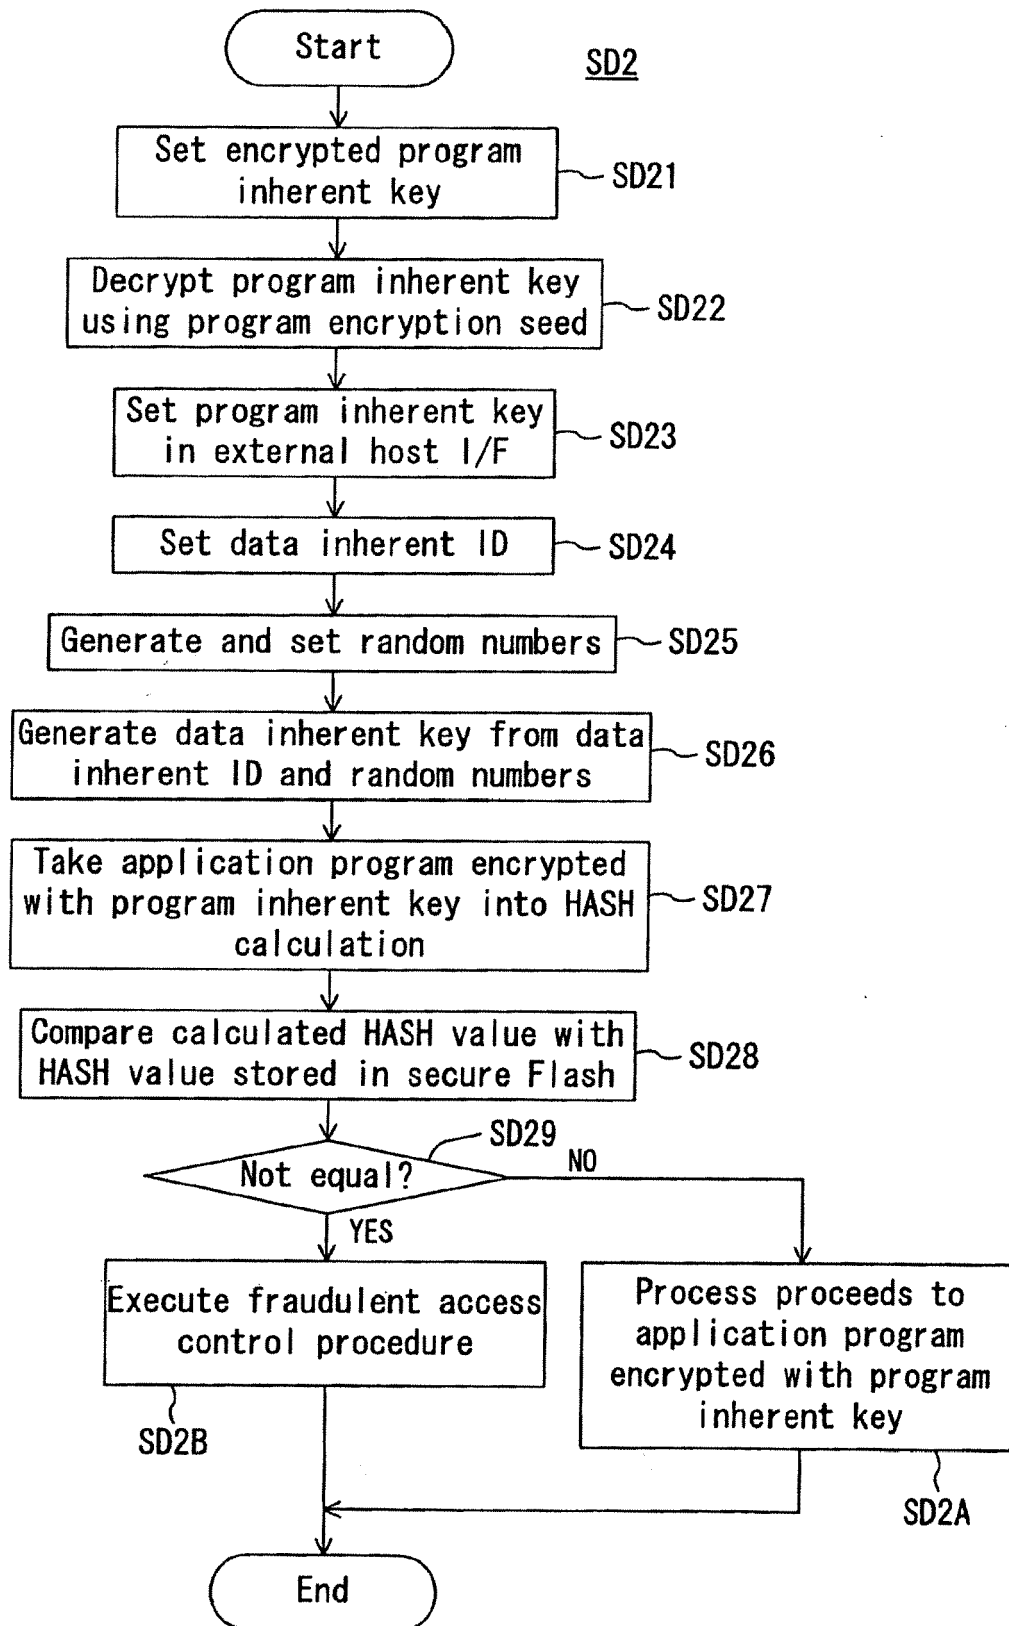 Start
SD2
Set encrypted program
inherent key
SD21
Decrypt program inherent key
using program encryption seed
SD22
Set program inherent key
in external host I/F
SD23
Set data inherent ID
SD24
Generate and set random numbers
SD25
Generate data inherent key from data
inherent ID and random numbers
SD26
Take application program encrypted
with program inherent key into HASH
calculation
SD27
Compare calculated HASH value with
HASH value stored in secure Flash
SD28
SD29
Not equal?
NO
YES
Execute fraudulent access
control procedure
SD2B
Process proceeds to
application program
encrypted with program
inherent key
SD2A
End